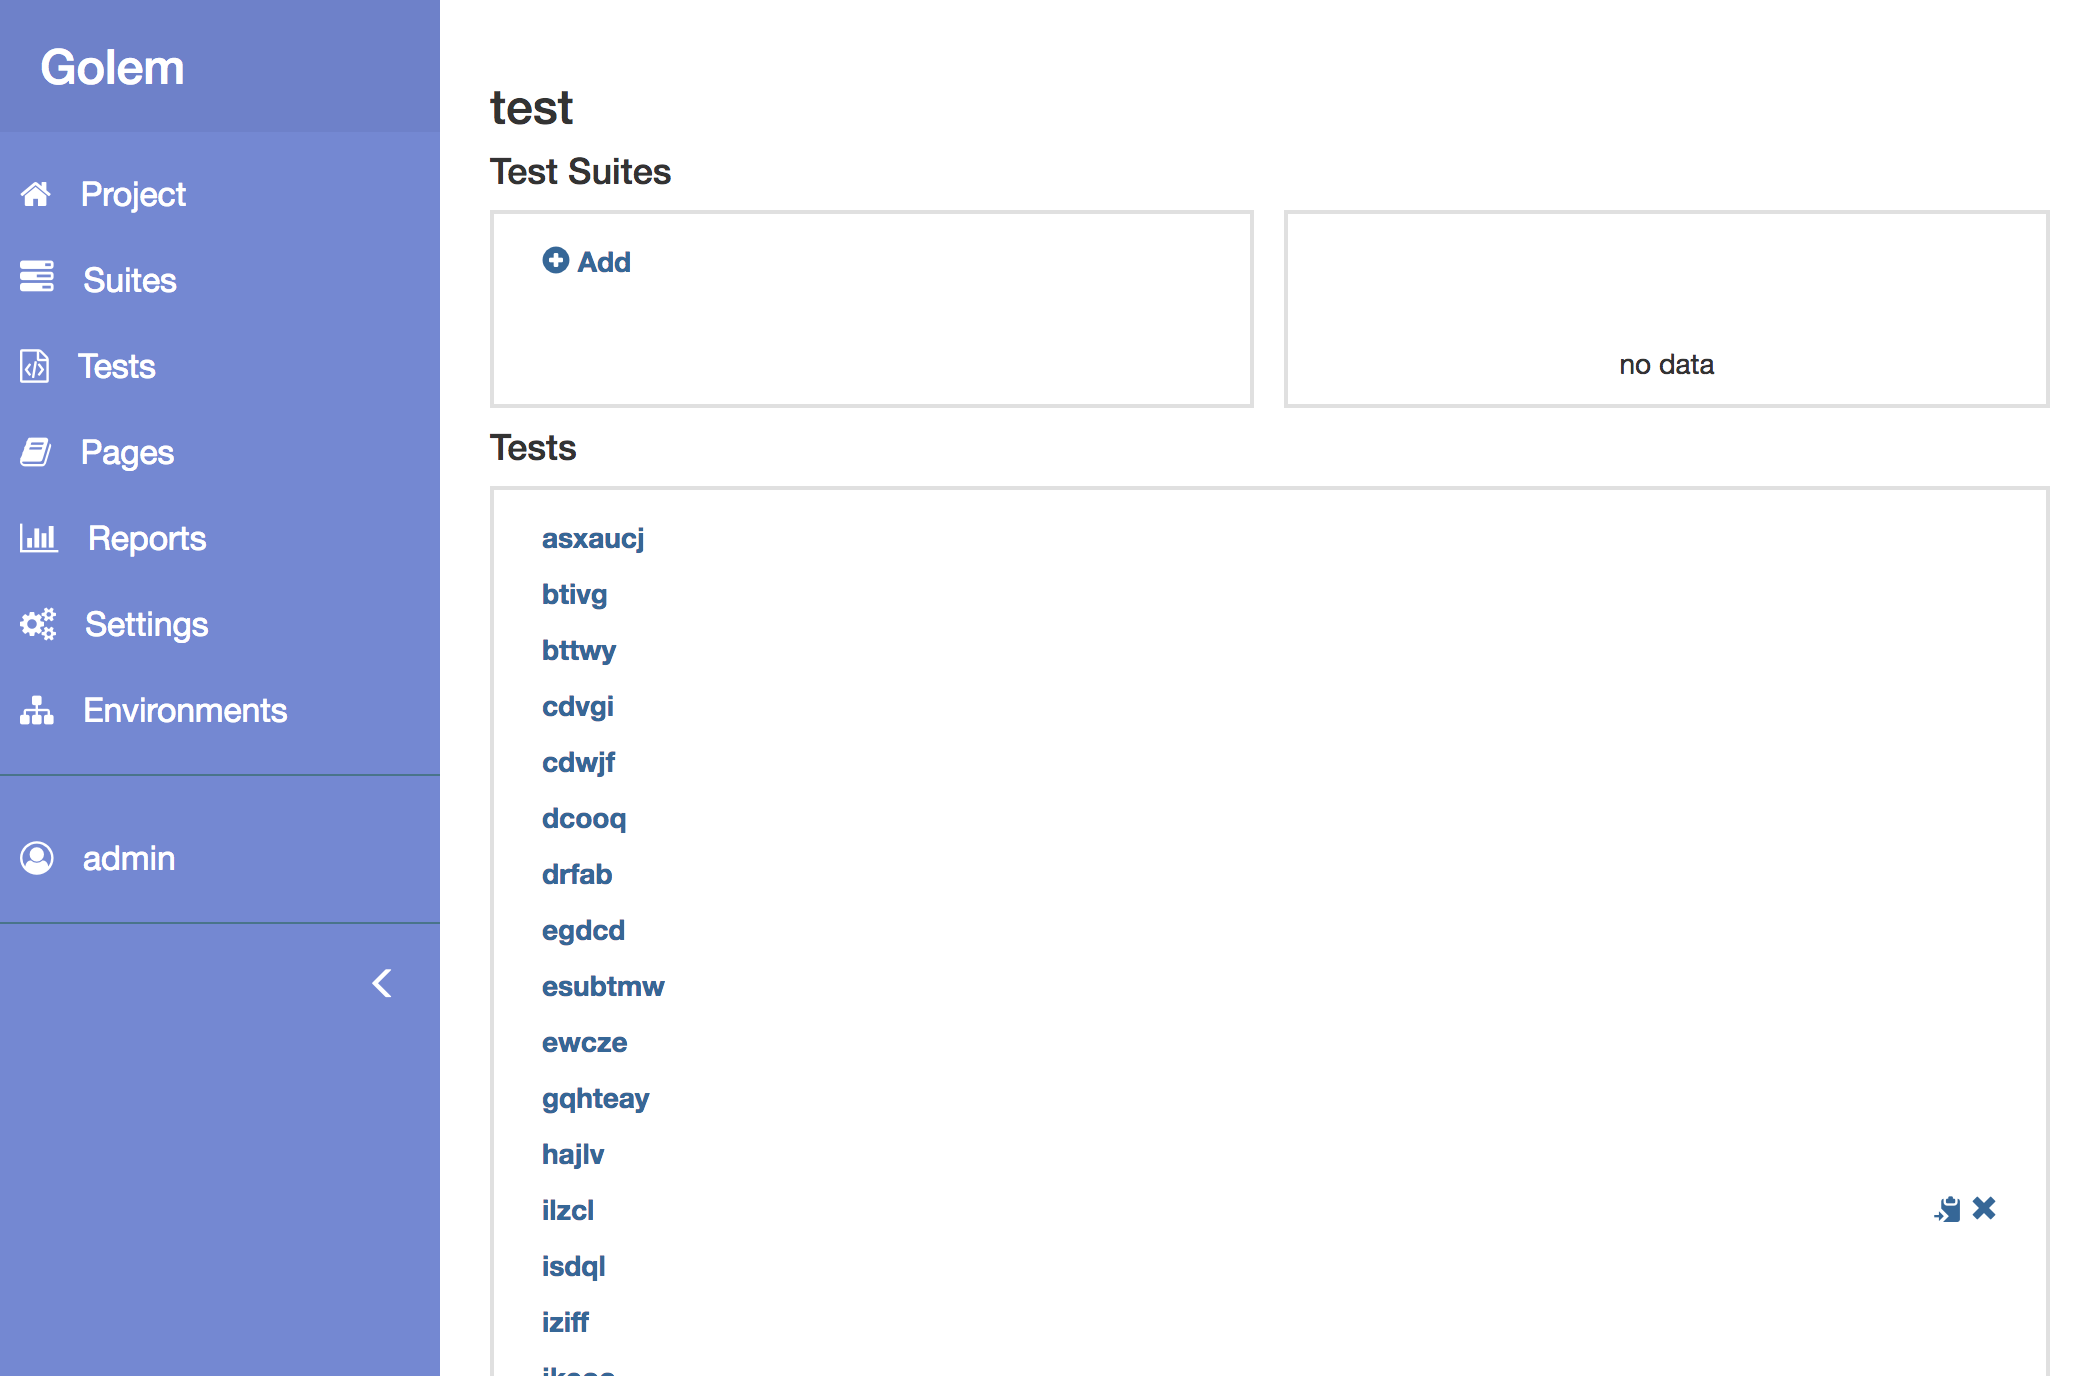 Golem
Project
Suites
Tests
Pages
Reports
Settings
Environments
admin
test
Test Suites
Add
no data
Tests
asxaucj
btivg
bttwy
cdvgi
cdwjf
dcooq
drfab
egdcd
esubtmw
ewcze
gqhteay
hajlv
ilzcl
isdql
iziff